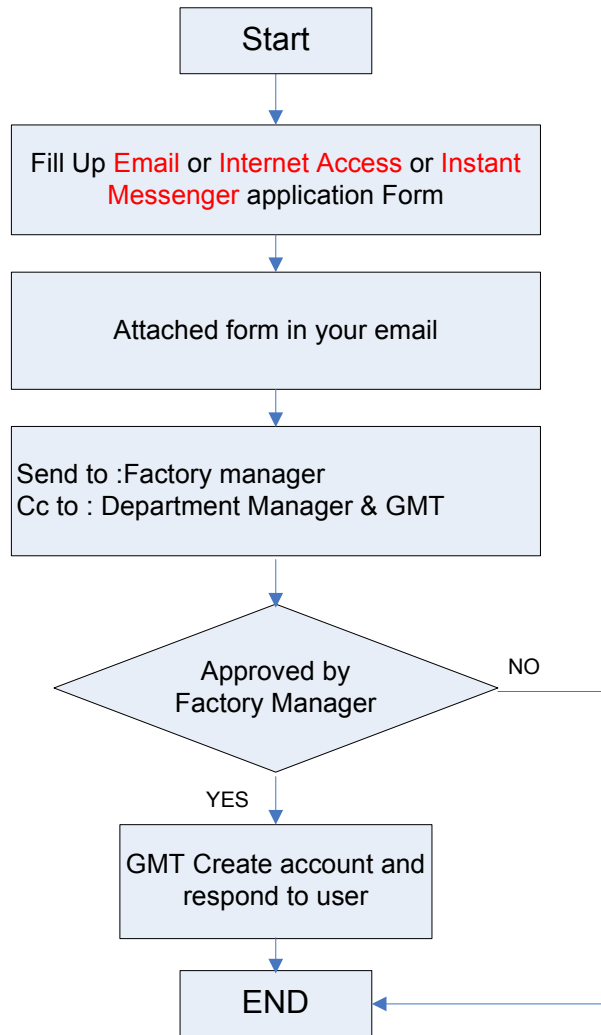 Start
Fill Up Email or Internet Access or Instant
Messenger application Form
Attached form in your email
Send to :Factory manager
Cc to : Department Manager & GMT
Approved by
Factory Manager
NO
YES
GMT Create account and
respond to user
END